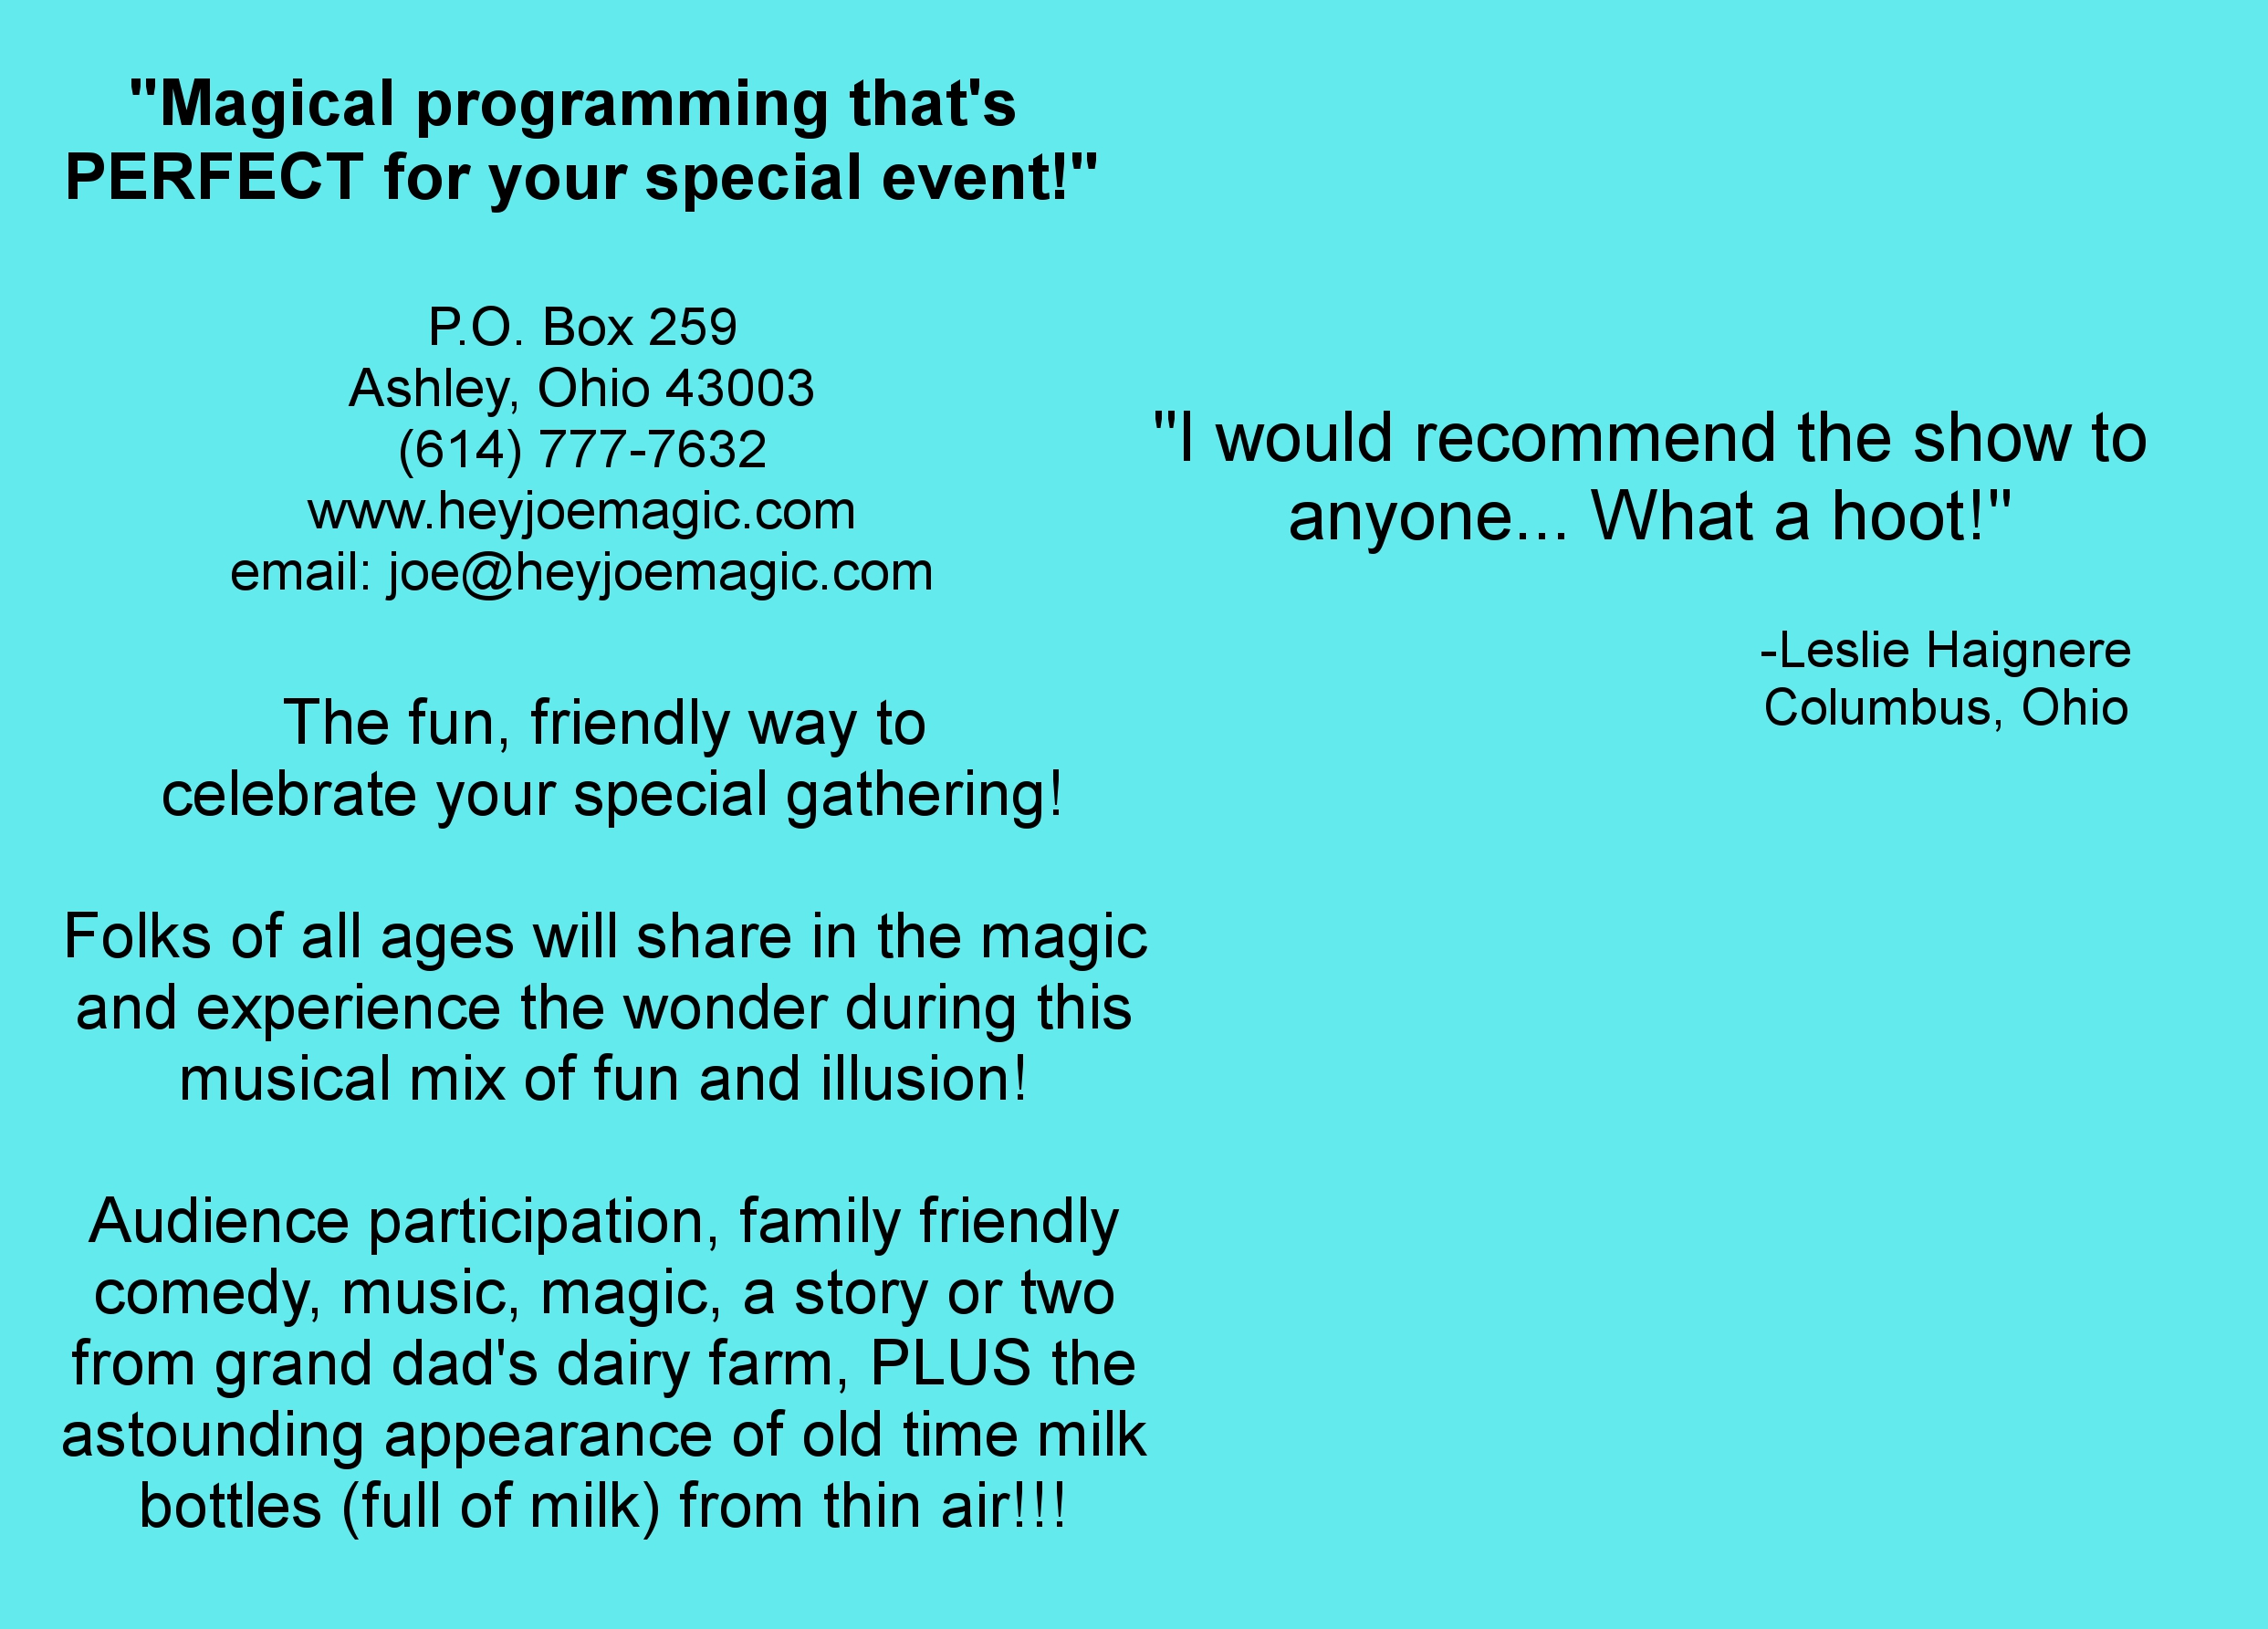 "Magical programming that's
PERFECT for your special event!"
P.O. Box 259
Ashley, Ohio 43003
(614) 777-7632
www.heyjoemagic.com
email: joe@heyjoemagic.com
The fun, friendly way to
celebrate your special gathering!
Folks of all ages will share in the magic
and experience the wonder during this
musical mix of fun and illusion!
Audience participation, family friendly
comedy, music, magic, a story or two
from grand dad's dairy farm, PLUS the
astounding appearance of old time milk
bottles (full of milk) from thin air!!!
"I would recommend the show to
anyone... What a hoot!"
-Leslie Haignere
Columbus, Ohio